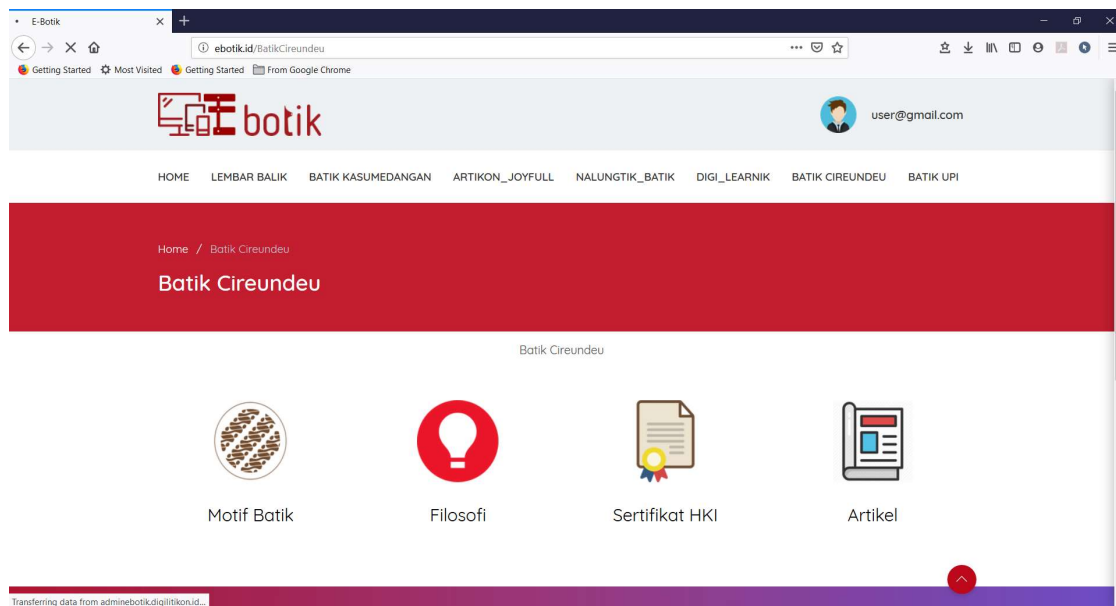 E-Botik
ebotik.id/BatikCireundeu
Getting Started Most Visited Getting Started From Google Chrome
Ebotik
user@gmail.com
HOME LEMBAR BALIK BATIK KASUMEDANGAN ARTIKON_JOYFULL NALUNGTIK_BATIK DIGI_LEARNIK BATIK CIREUNDEU BATIK UPI
Home / Batik Cireundeu
Batik Cireundeu
Batik Cireundeu
Motif Batik Filosofi Sertifikat HKI Artikel
Transferring data from adminebotik.digilitikon.id...